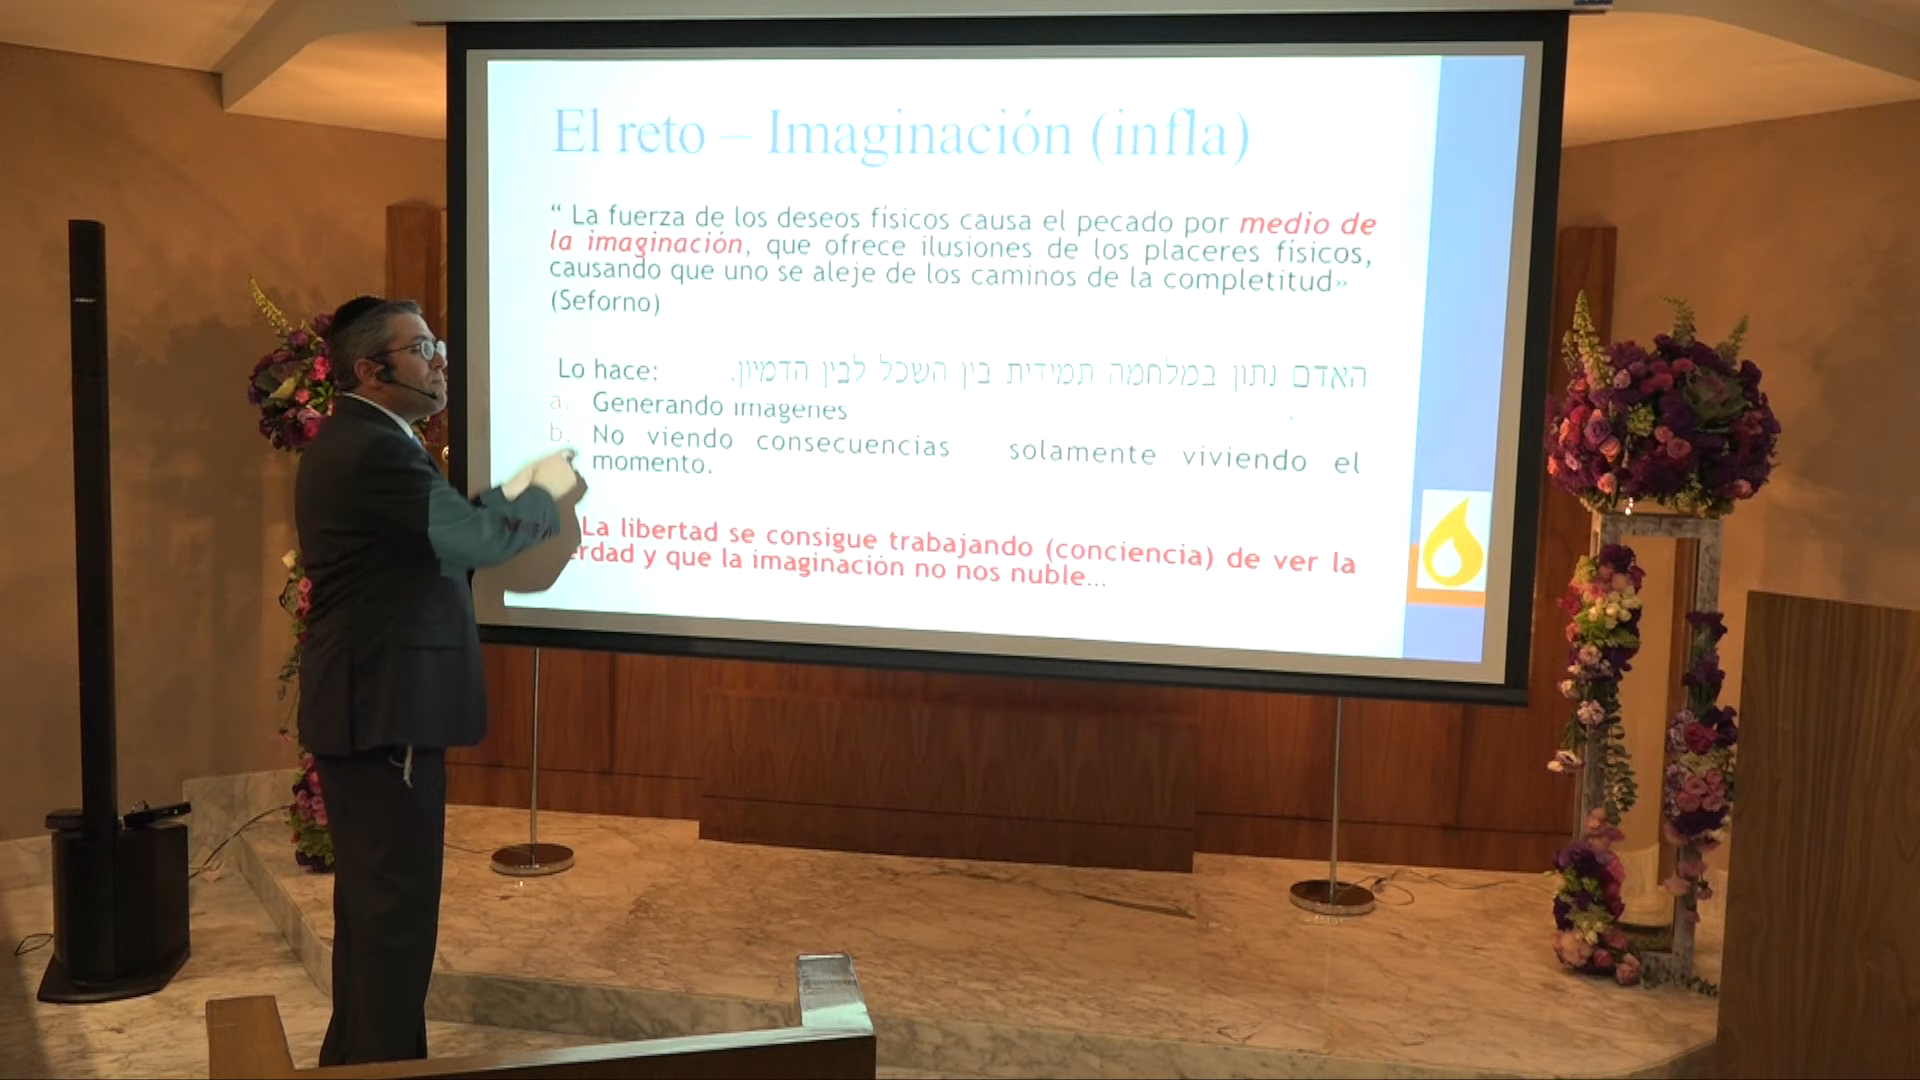 El reto – Imaginación (infla)
“ La fuerza de los deseos físicos causa el pecado por medio de
la imaginación, que ofrece ilusiones de los placeres físicos,
causando que uno se aleje de los caminos de la completitud»
(Seforno)
Lo hace: האדם נתון במלחמה תמידית בין השכל לבין הדמיון.
a. Generando imagenes
b. No viendo consecuencias solamente viviendo el
momento.
La libertad se consigue trabajando (conciencia) de ver la
erdad y que la imaginación no nos nuble...